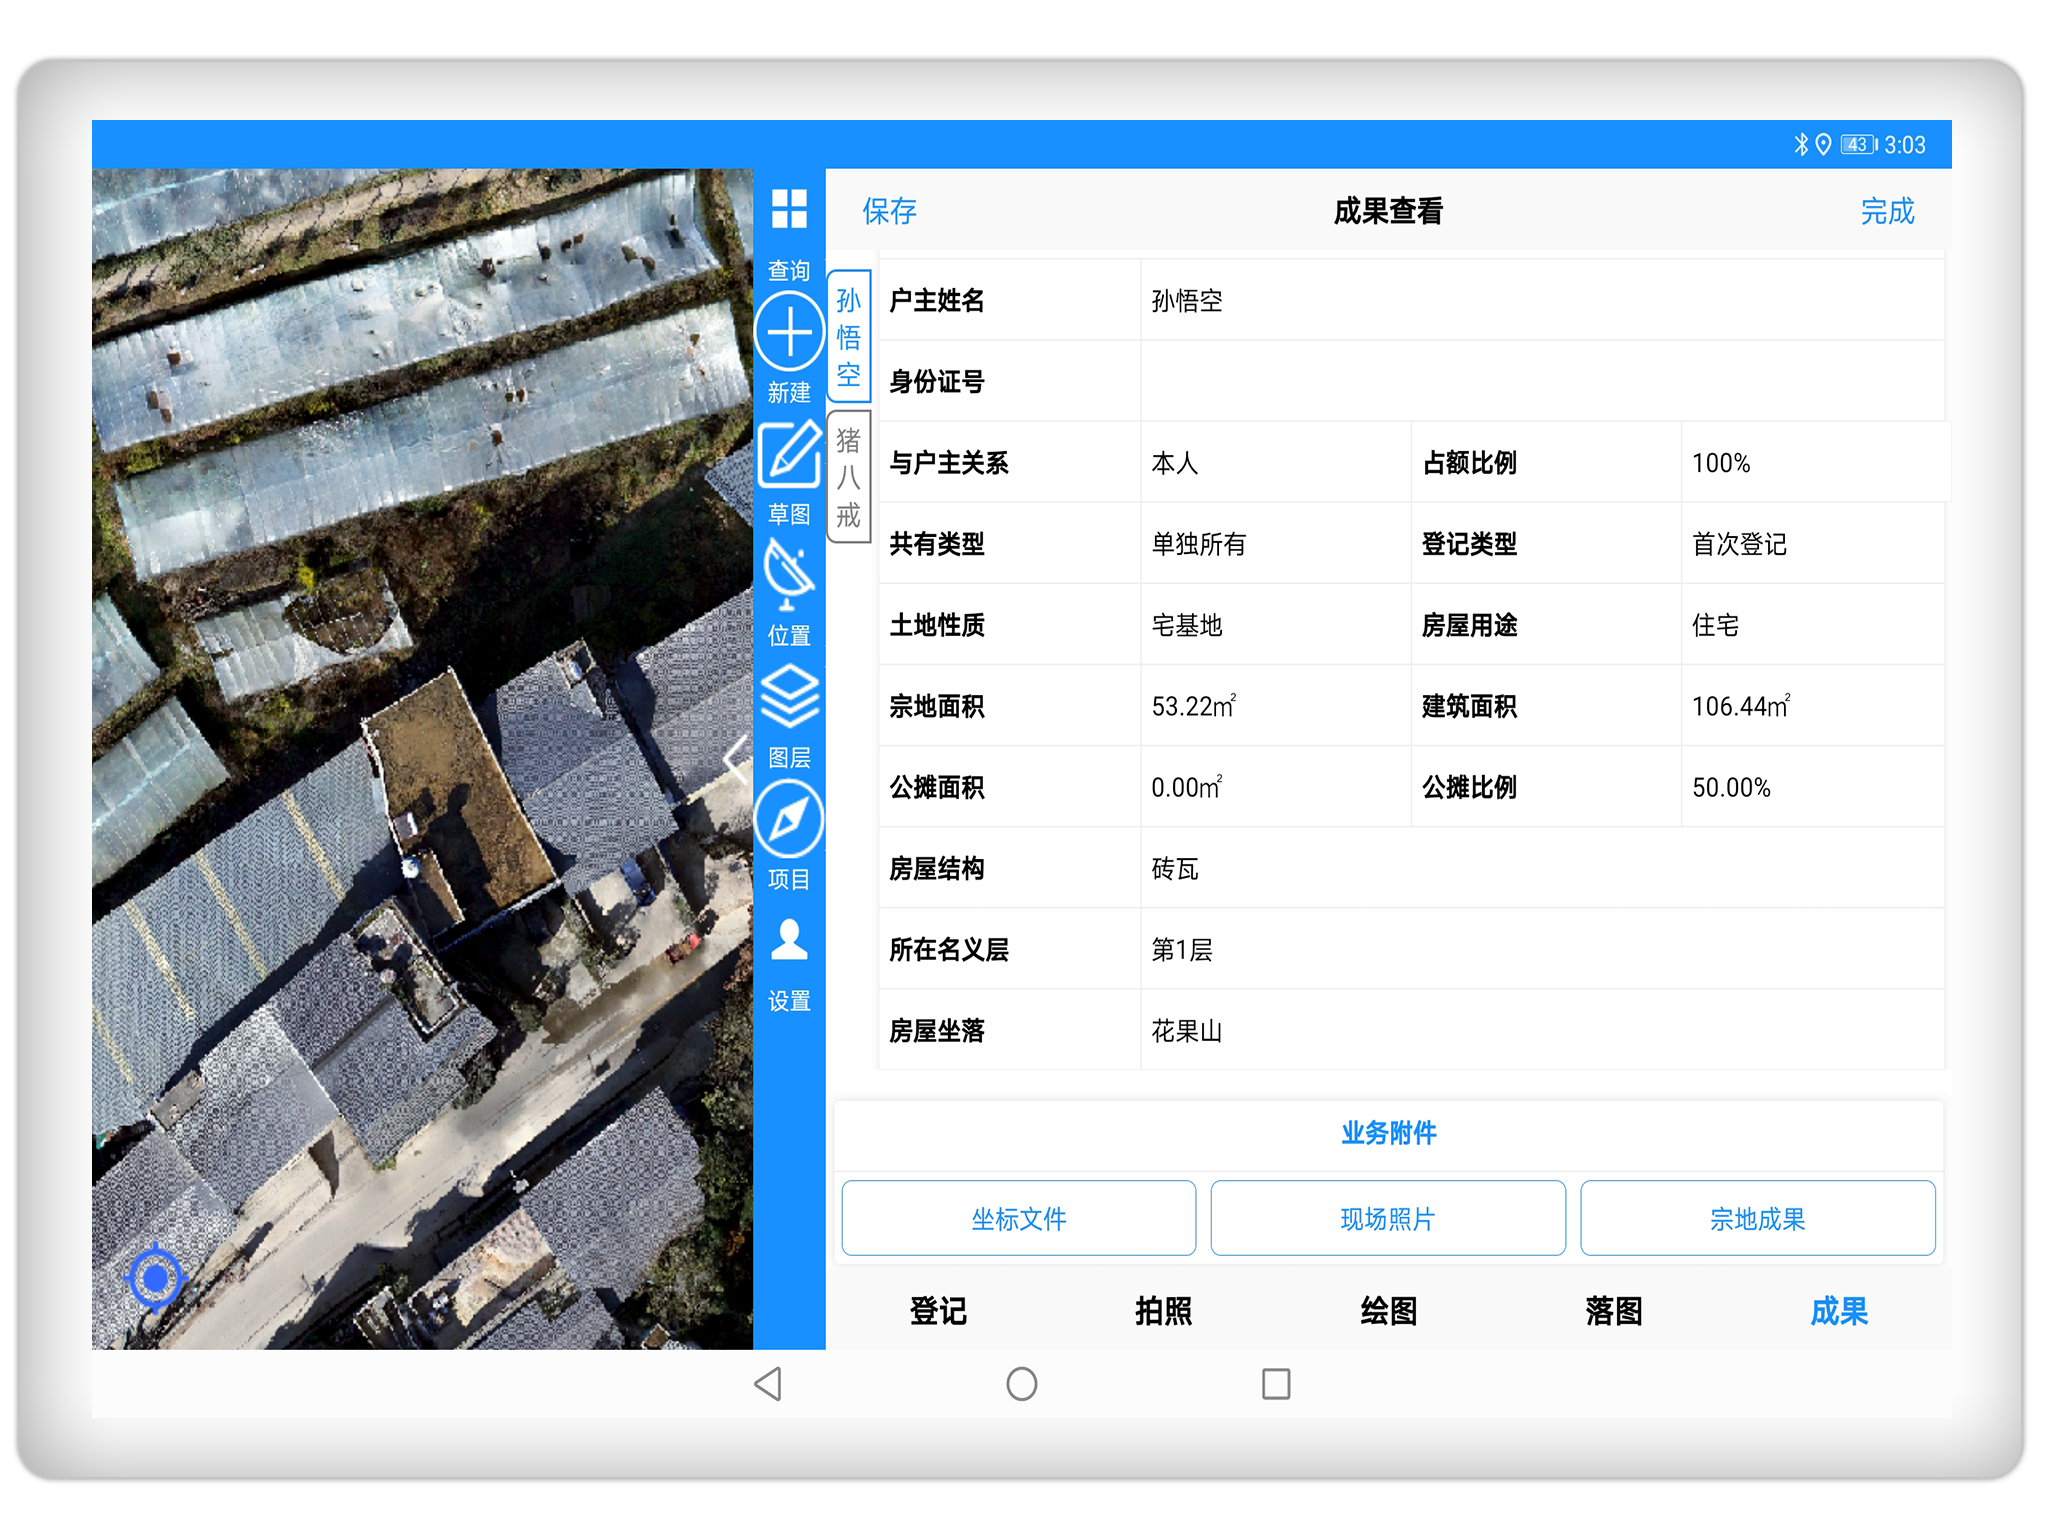 43 3:03
保存 成果查看 完成
查询
新建
草图
位置
图层
项目
设置
孙悟空
猪八戒
户主姓名 孙悟空
身份证号
与户主关系 本人 占额比例 100%
共有类型 单独所有 登记类型 首次登记
土地性质 宅基地 房屋用途 住宅
宗地面积 53.22㎡ 建筑面积 106.44㎡
公摊面积 0.00㎡ 公摊比例 50.00%
房屋结构 砖瓦
所在名义层 第1层
房屋坐落 花果山
业务附件
坐标文件 现场照片 宗地成果
登记 拍照 绘图 落图 成果